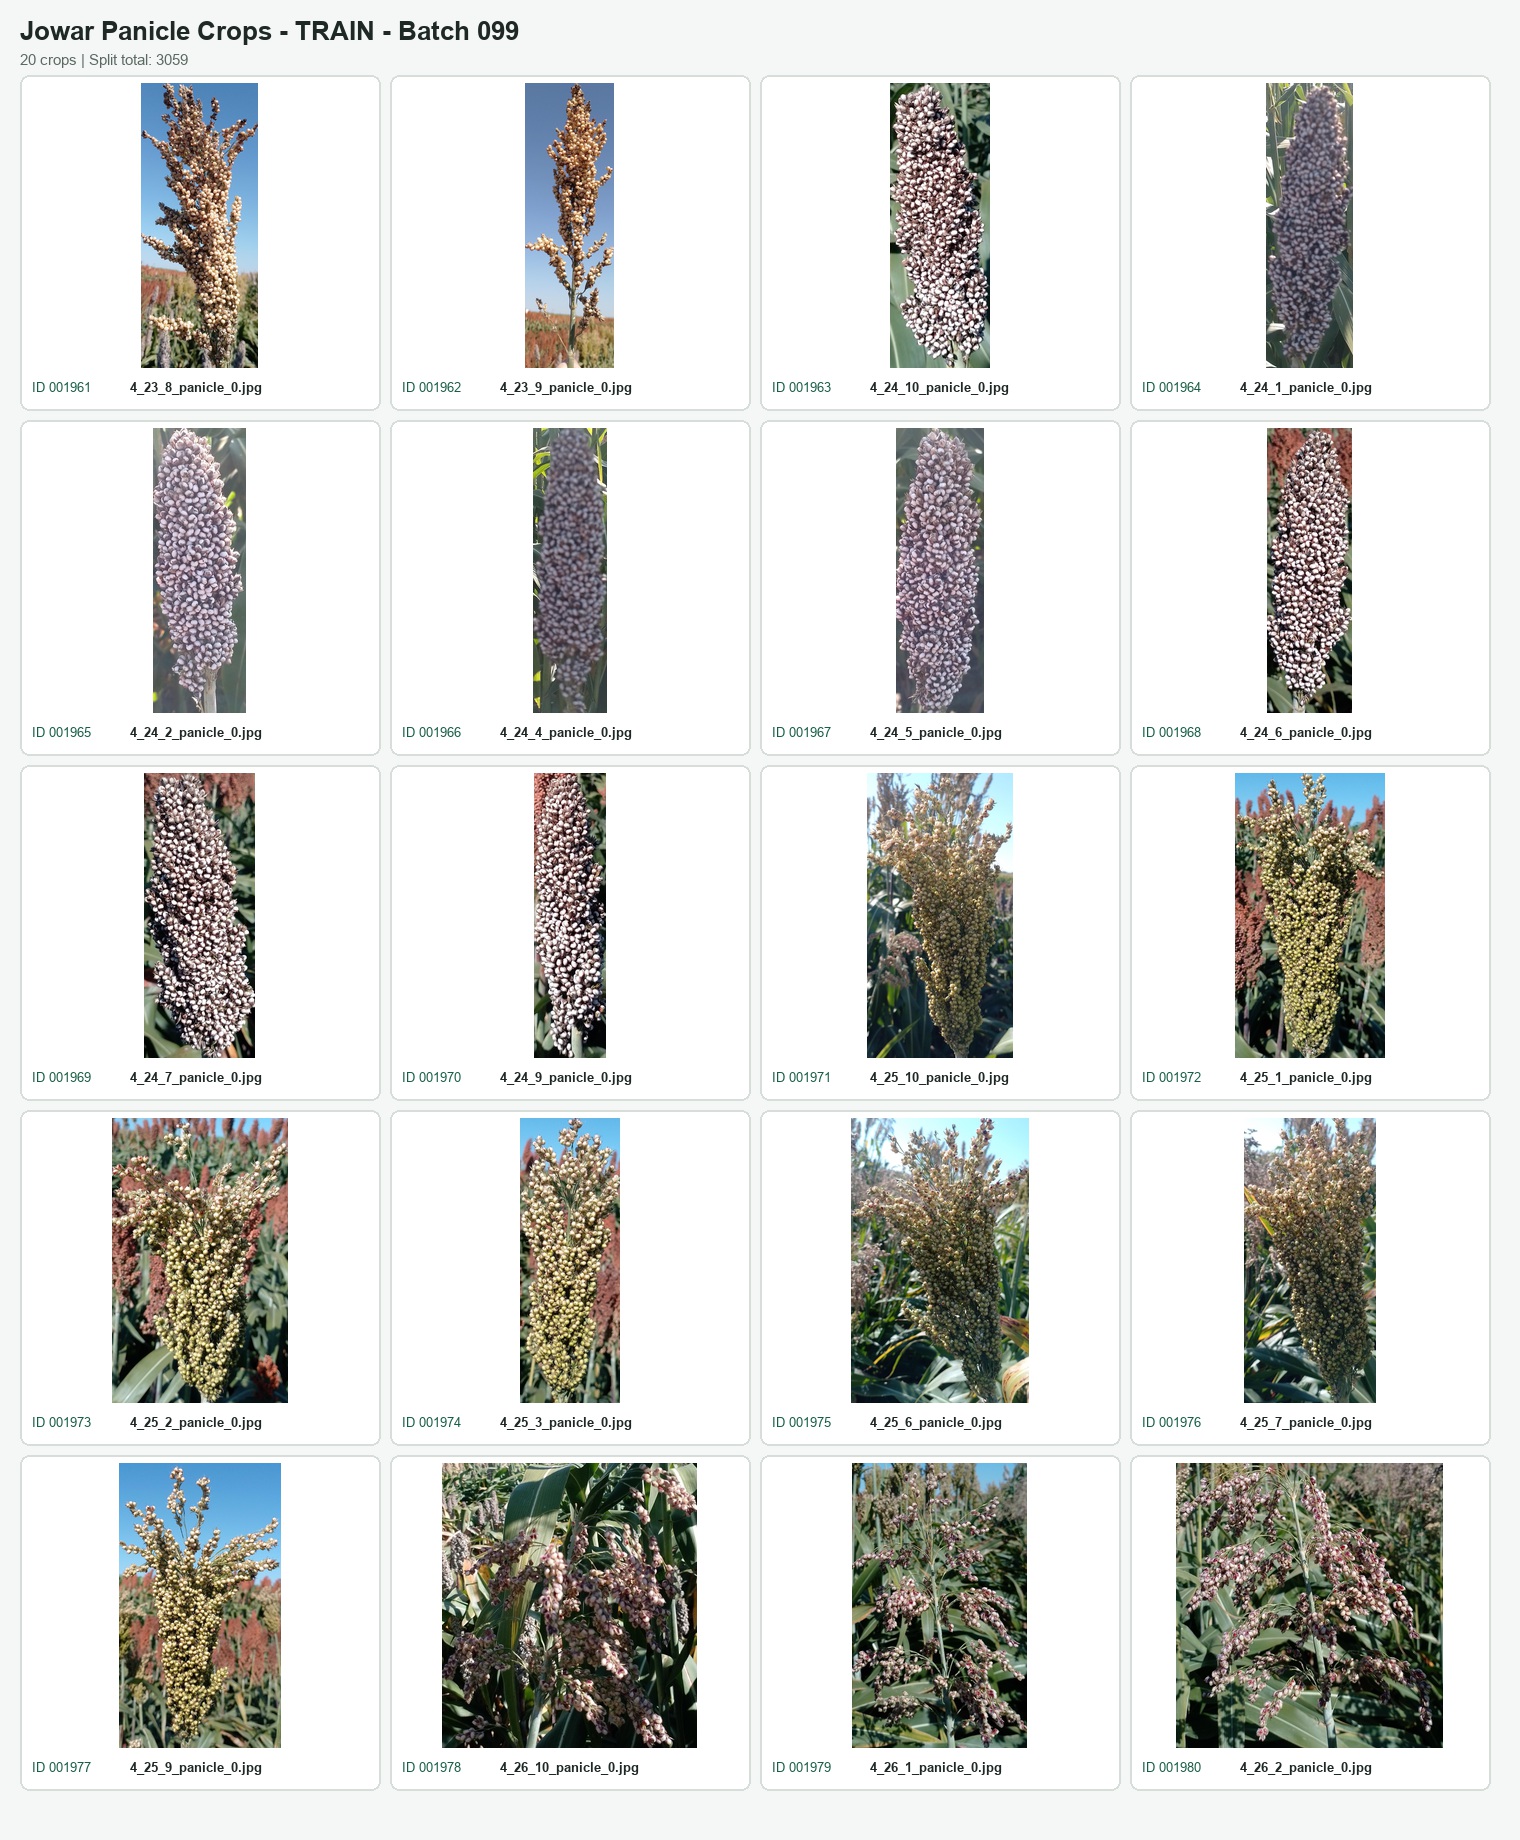 Jowar Panicle Crops - TRAIN - Batch 099
20 crops | Split total: 3059
ID 001961 4_23_8_panicle_0.jpg
ID 001962 4_23_9_panicle_0.jpg
ID 001963 4_24_10_panicle_0.jpg
ID 001964 4_24_1_panicle_0.jpg
ID 001965 4_24_2_panicle_0.jpg
ID 001966 4_24_4_panicle_0.jpg
ID 001967 4_24_5_panicle_0.jpg
ID 001968 4_24_6_panicle_0.jpg
ID 001969 4_24_7_panicle_0.jpg
ID 001970 4_24_9_panicle_0.jpg
ID 001971 4_25_10_panicle_0.jpg
ID 001972 4_25_1_panicle_0.jpg
ID 001973 4_25_2_panicle_0.jpg
ID 001974 4_25_3_panicle_0.jpg
ID 001975 4_25_6_panicle_0.jpg
ID 001976 4_25_7_panicle_0.jpg
ID 001977 4_25_9_panicle_0.jpg
ID 001978 4_26_10_panicle_0.jpg
ID 001979 4_26_1_panicle_0.jpg
ID 001980 4_26_2_panicle_0.jpg